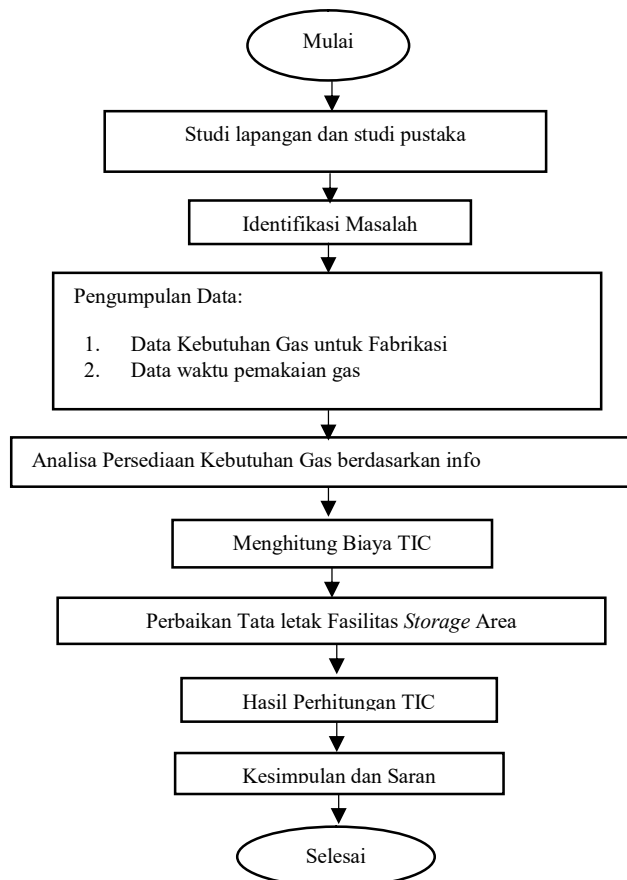 Mulai
Studi lapangan dan studi pustaka
Identifikasi Masalah
Pengumpulan Data:
1. Data Kebutuhan Gas untuk Fabrikasi
2. Data waktu pemakaian gas
Analisa Persediaan Kebutuhan Gas berdasarkan info
Menghitung Biaya TIC
Perbaikan Tata letak Fasilitas Storage Area
Hasil Perhitungan TIC
Kesimpulan dan Saran
Selesai